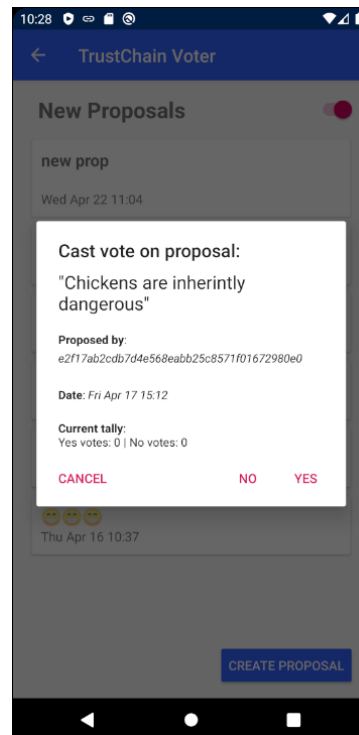 10:28
TrustChain Voter
New Proposals
new prop
Wed Apr 22 11:04
Cast vote on proposal:
"Chickens are inherintly
dangerous"
Proposed by:
e2f17ab2cdb7d4e568eabb25c8571f01672980e0
Date: Fri Apr 17 15:12
Current tally:
Yes votes: 0 | No votes: 0
CANCEL NO YES
😁😁😁
Thu Apr 16 10:37
CREATE PROPOSAL